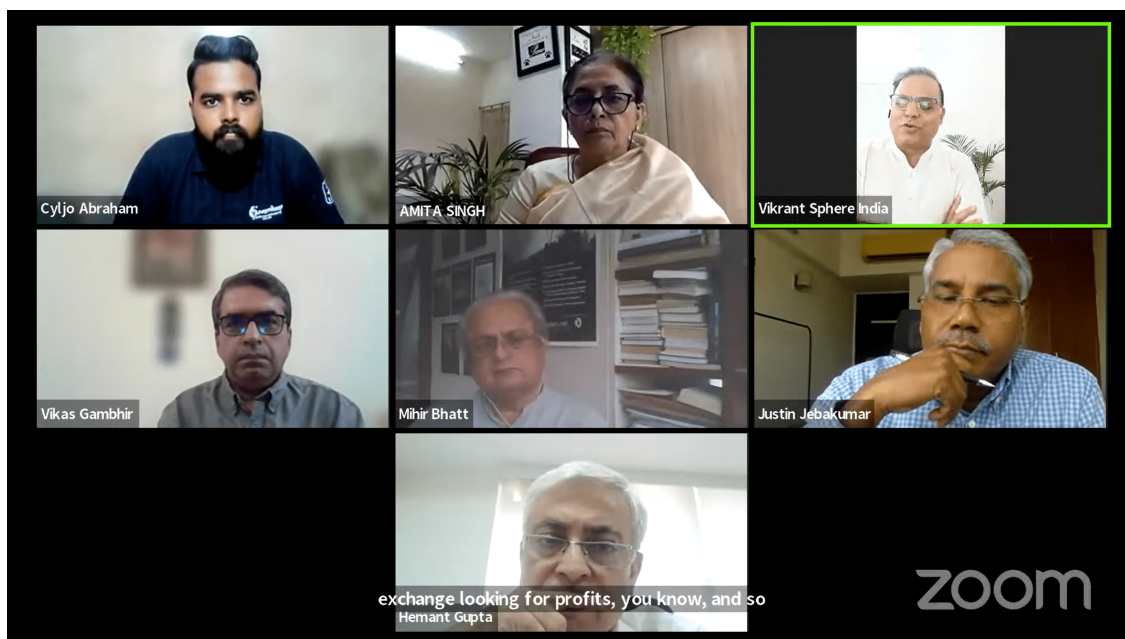 Cyljo Abraham
AMITA SINGH
Vikrant Sphere India
Vikas Gambhir
Mihir Bhatt
Justin Jebakumar
exchange looking for profits, you know, and so
Hemant Gupta
zoom